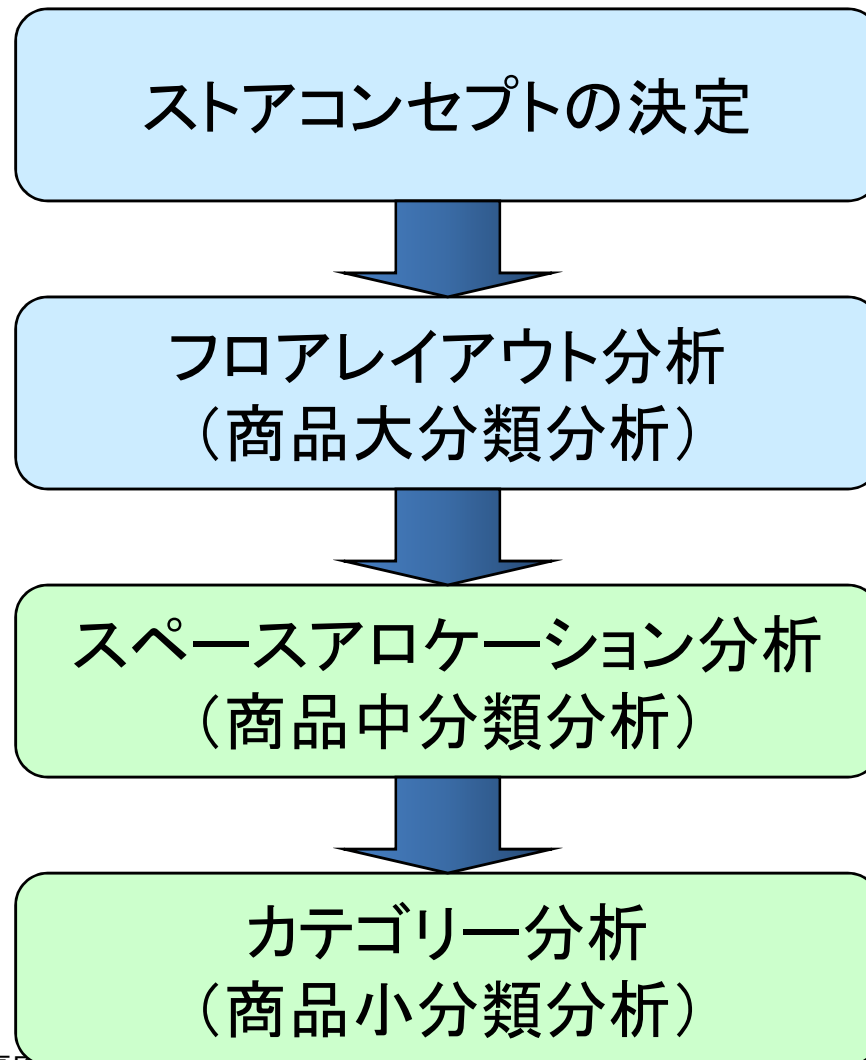 ストアコンセプトの決定
フロアレイアウト分析
（商品大分類分析）
スペースアロケーション分析
（商品中分類分析）
カテゴリー分析
（商品小分類分析）